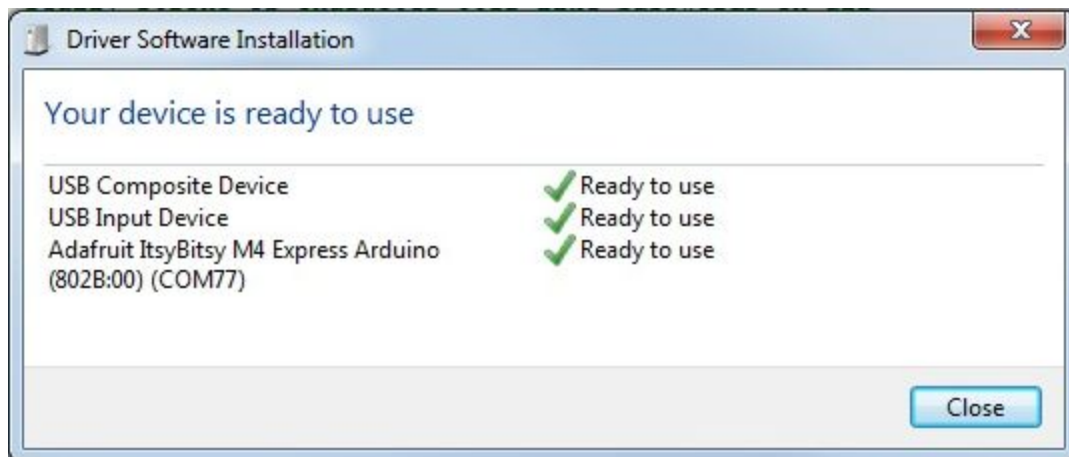 Driver Software Installation
Your device is ready to use
USB Composite Device Ready to use
USB Input Device Ready to use
Adafruit ItsyBitsy M4 Express Arduino Ready to use
(802B:00) (COM77)
Close